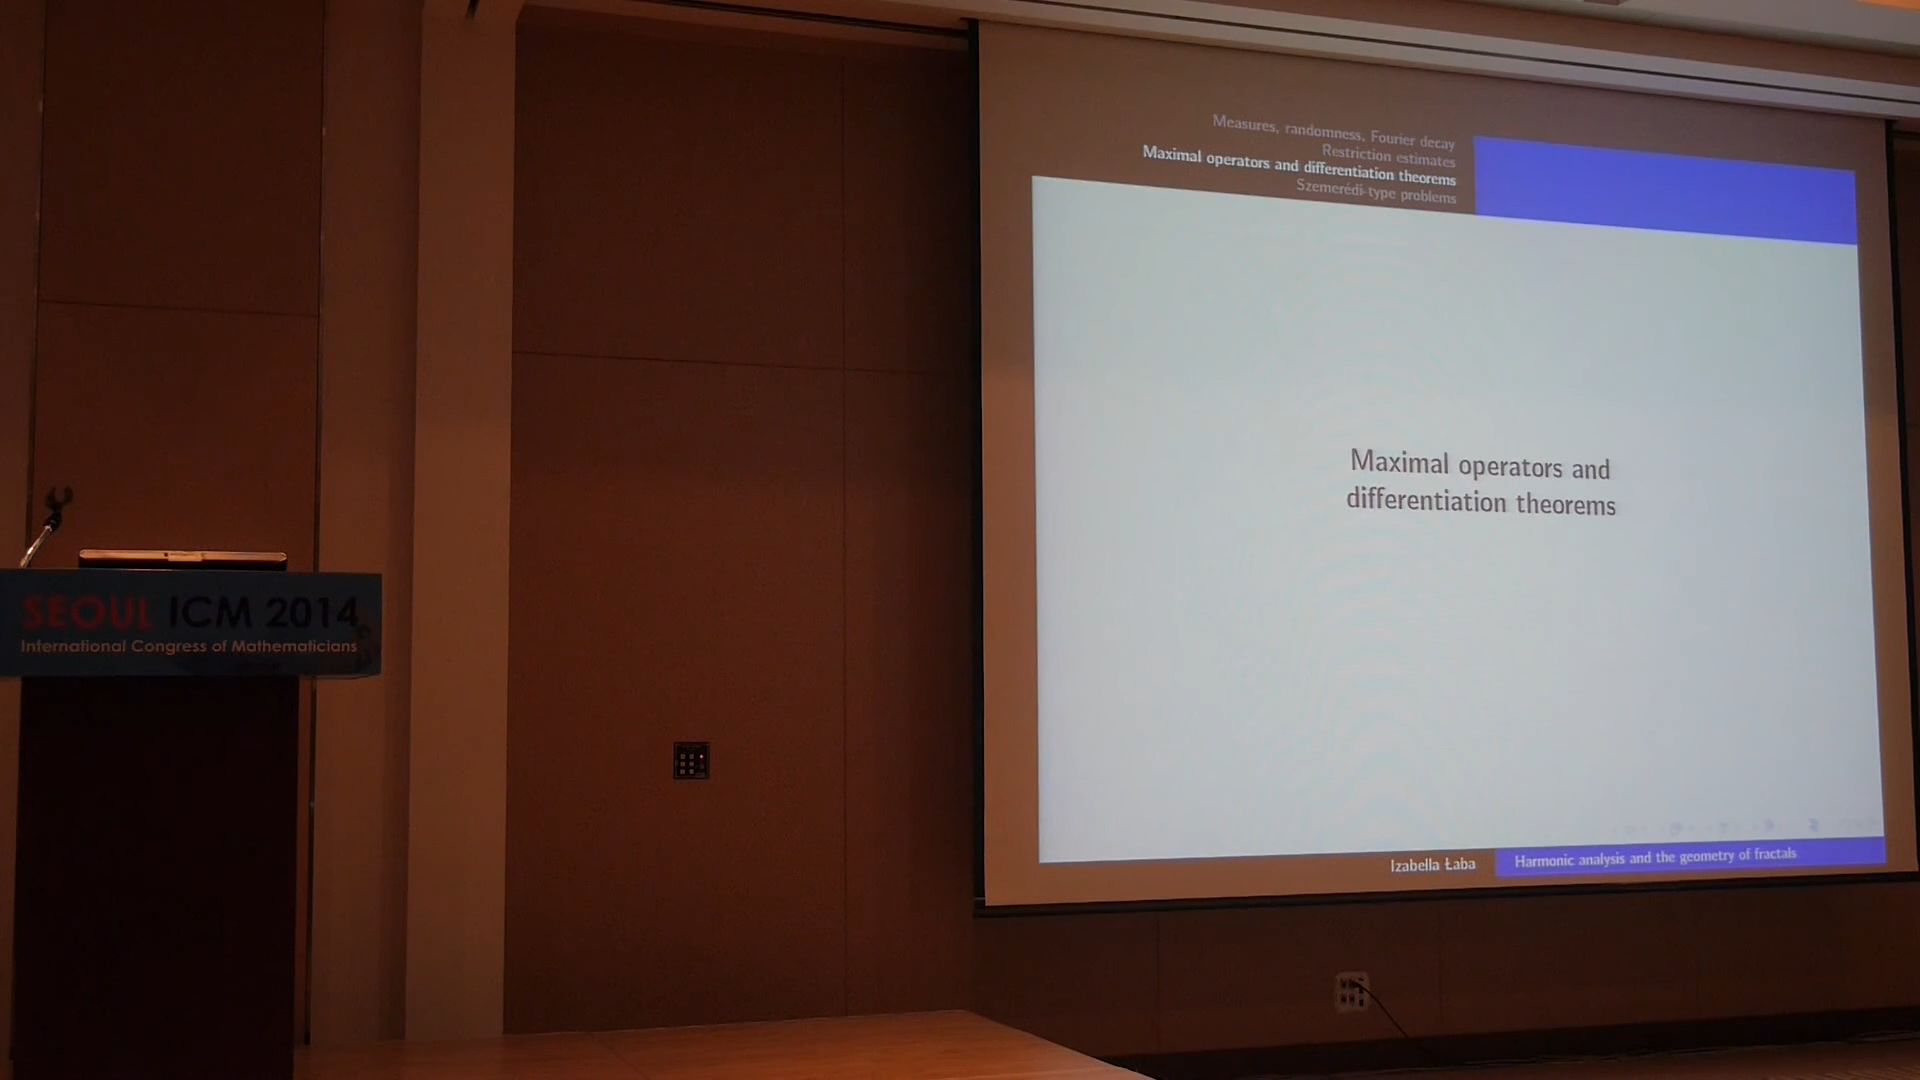 Measures, randomness, Fourier decay
Restriction estimates
Maximal operators and differentiation theorems
Szemerédi-type problems
Maximal operators and
differentiation theorems
Izabella Łaba
Harmonic analysis and the geometry of fractals
SEOUL ICM 2014
International Congress of Mathematicians